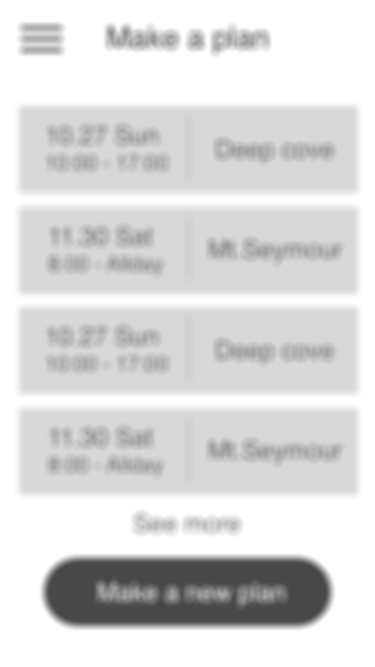 Make a plan
10.27 Sun
10:00 - 17:00
Deep cove
11.30 Sat
8:00 - Allday
Mt.Seymour
10.27 Sun
10:00 - 17:00
Deep cove
11.30 Sat
8:00 - Allday
Mt.Seymour
See more
Make a new plan